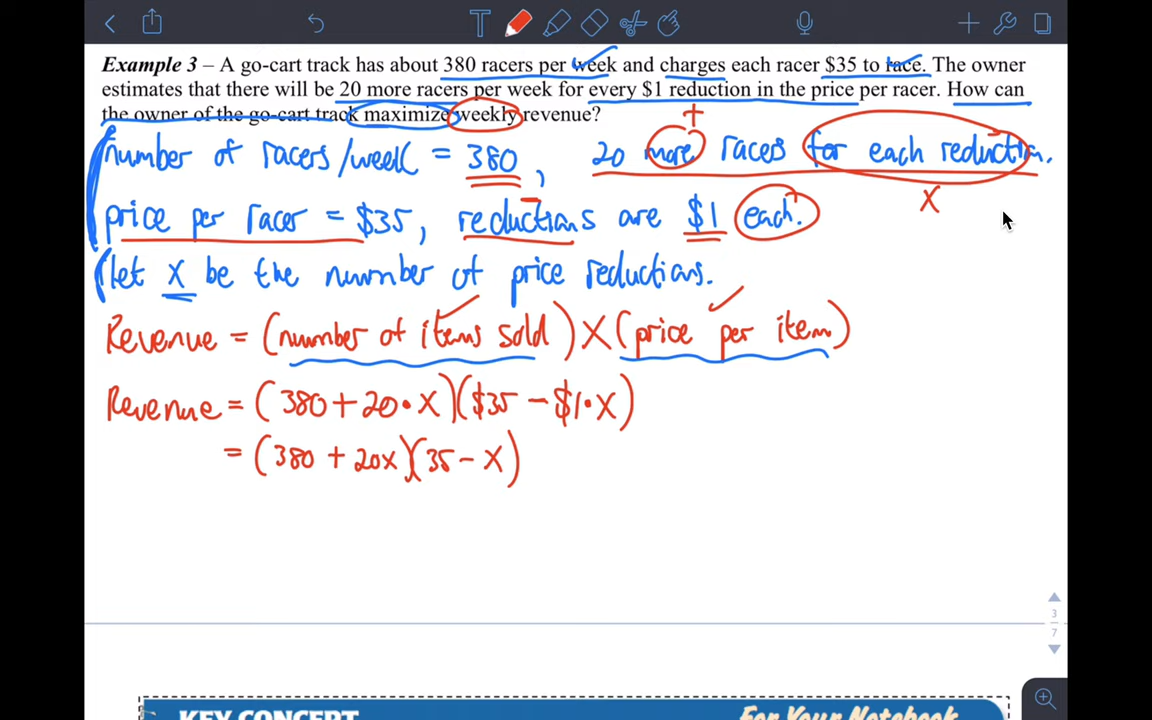 Example 3 – A go-cart track has about 380 racers per week and charges each racer $35 to race. The owner
estimates that there will be 20 more racers per week for every $1 reduction in the price per racer. How can
the owner of the go-cart track maximize weekly revenue?
+
number of racers/week = 380, 20 more races for each reduction.
x
price per racer = $35, reductions are $1 each.
let x be the number of price reductions.
Revenue = (number of items sold) X (price per item)
Revenue = (380 + 20 • x)($35 - $1 • x)
= (380 + 20x)(35 - x)
3
7
KEY CONCEPT For Your Notebook